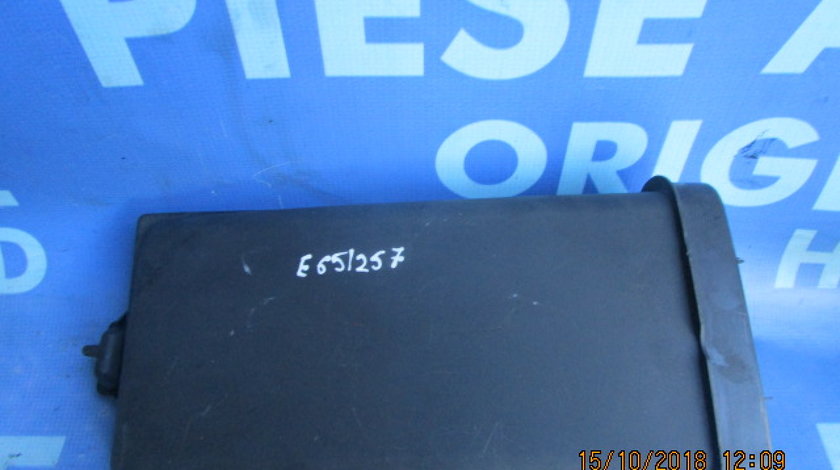 PIESE A
ORIG
D
H
E65/257
15/10/2018 12:09